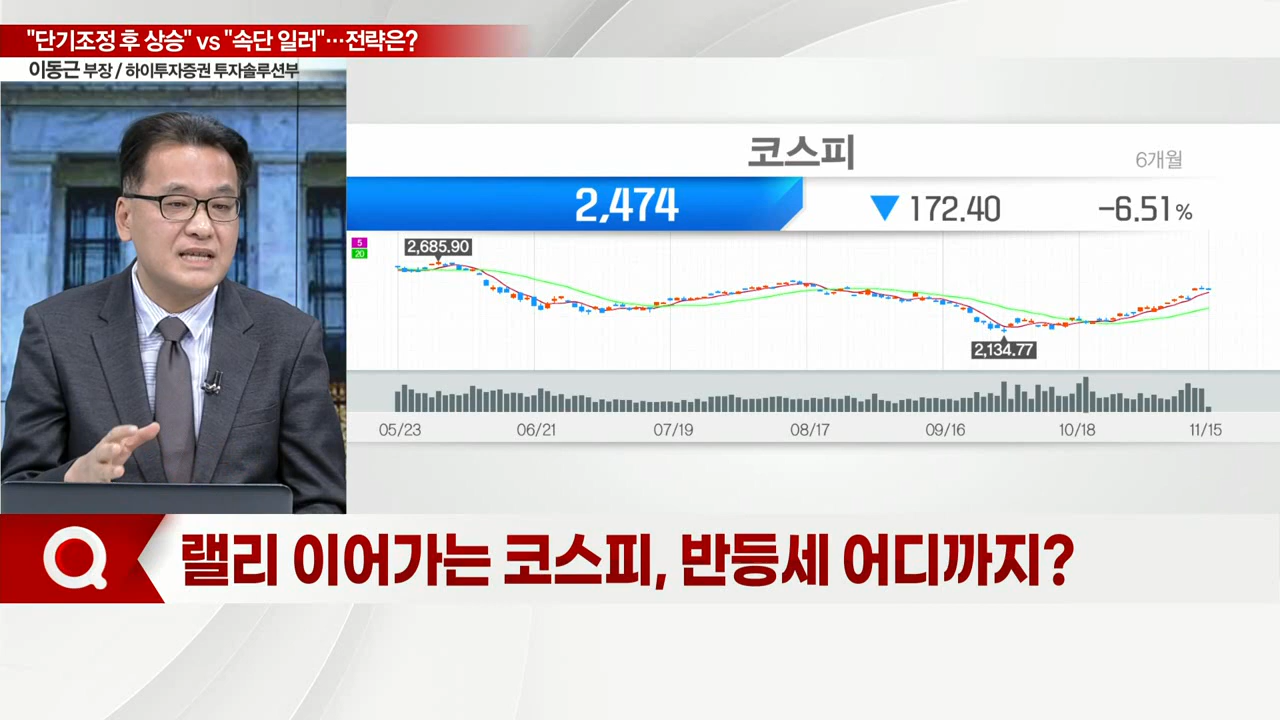 "단기조정 후 상승" vs "속단 일러"…전략은?
이동근 부장 / 하이투자증권 투자솔루션부
코스피
6개월
2,474 ▼ 172.40 -6.51%
5
20
2,685.90
2,134.77
05/23 06/21 07/19 08/17 09/16 10/18 11/15
Q 랠리 이어가는 코스피, 반등세 어디까지?